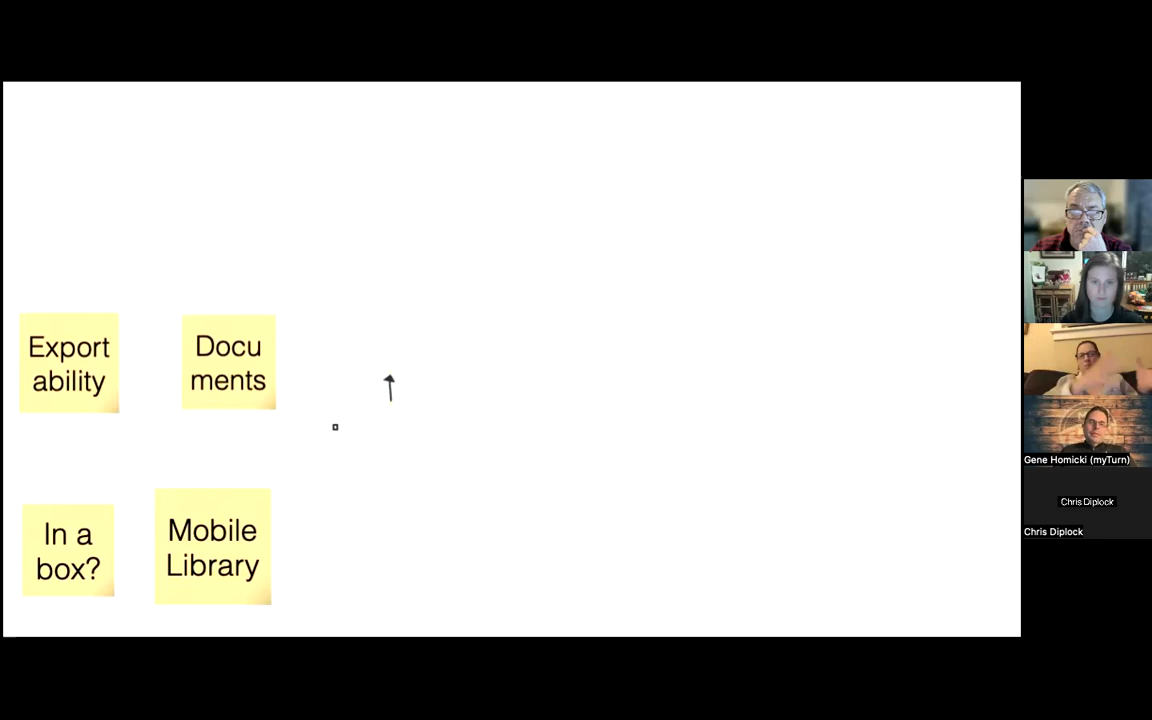 Export
ability
Docu
ments
In a
box?
Mobile
Library
Gene Homicki (myTurn)
Chris Diplock
Chris Diplock